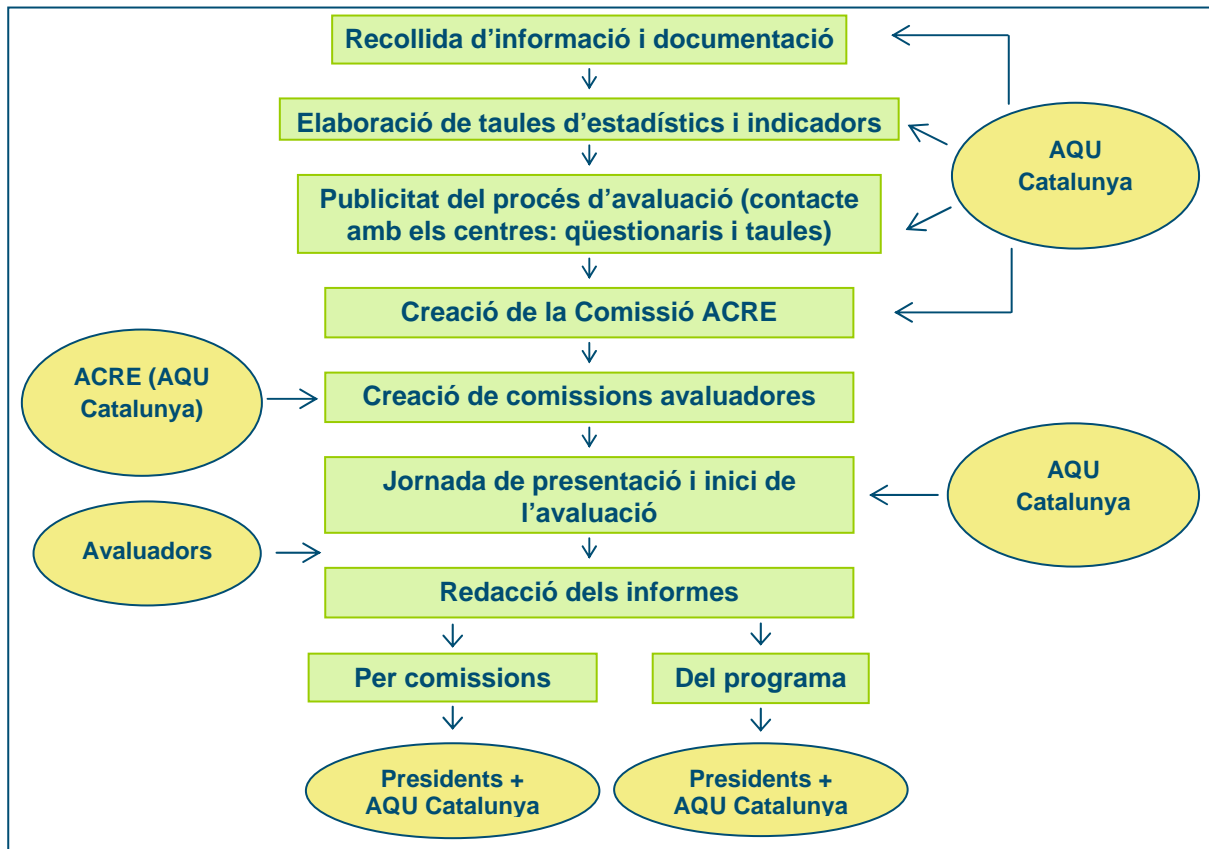 Recollida d’informació i documentació
Elaboració de taules d’estadístics i indicadors
AQU
Catalunya
Publicitat del procés d’avaluació (contacte
amb els centres: qüestionaris i taules)
Creació de la Comissió ACRE
ACRE (AQU
Catalunya)
Creació de comissions avaluadores
Jornada de presentació i inici de
l’avaluació
AQU
Catalunya
Avaluadors
Redacció dels informes
Per comissions
Del programa
Presidents +
AQU Catalunya
Presidents +
AQU Catalunya